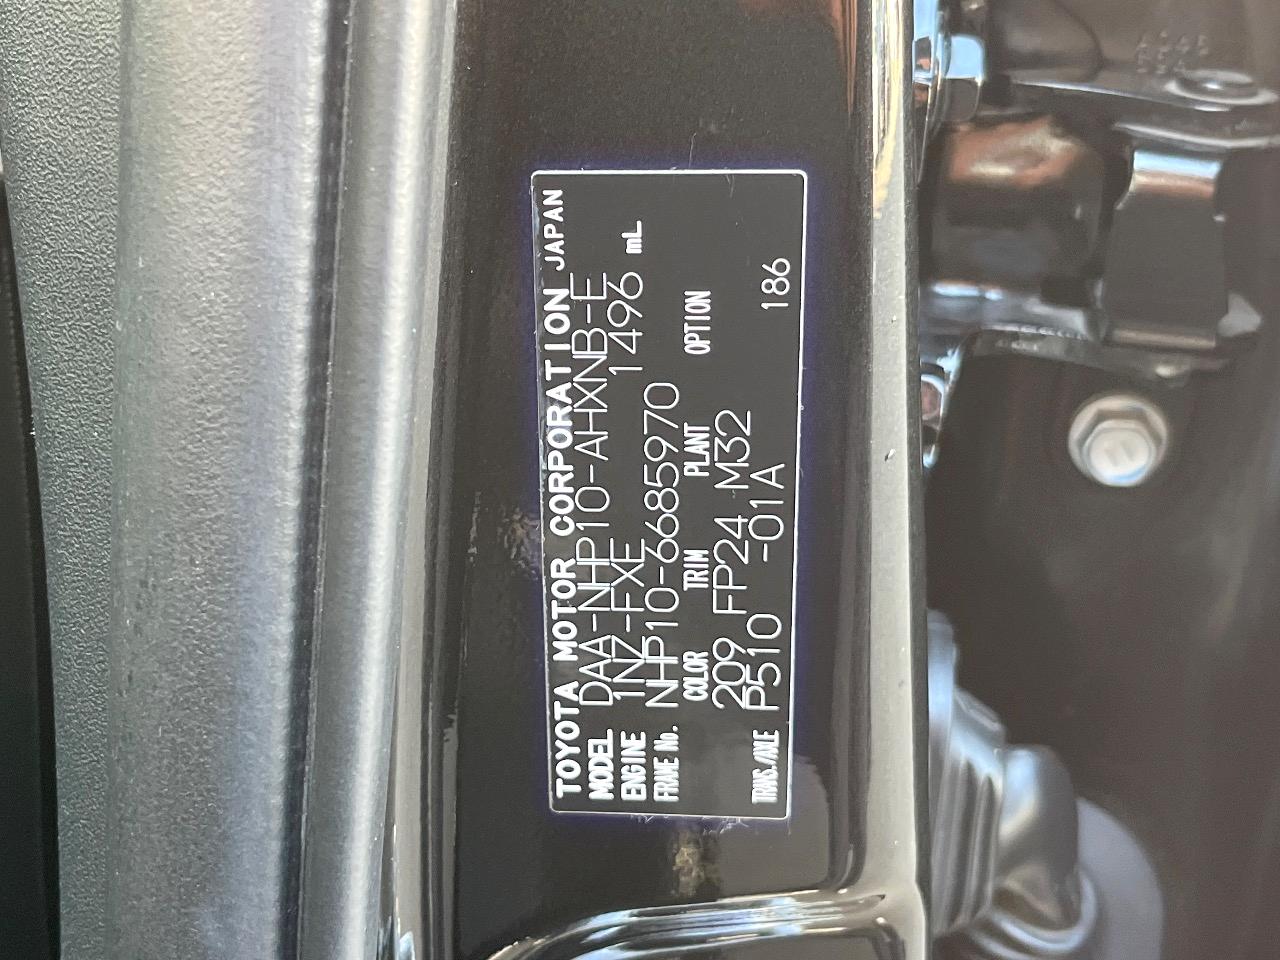 TOYOTA MOTOR CORPORATION JAPAN
MODEL DAA-NHP10-AHXNB-E
ENGINE 1NZ-FXE 1496 mL
FRAME No. NHP10-6685970
COLOR TRIM PLANT OPTION
209 FP24 M32
TRANS./AXLE P510 -01A 186